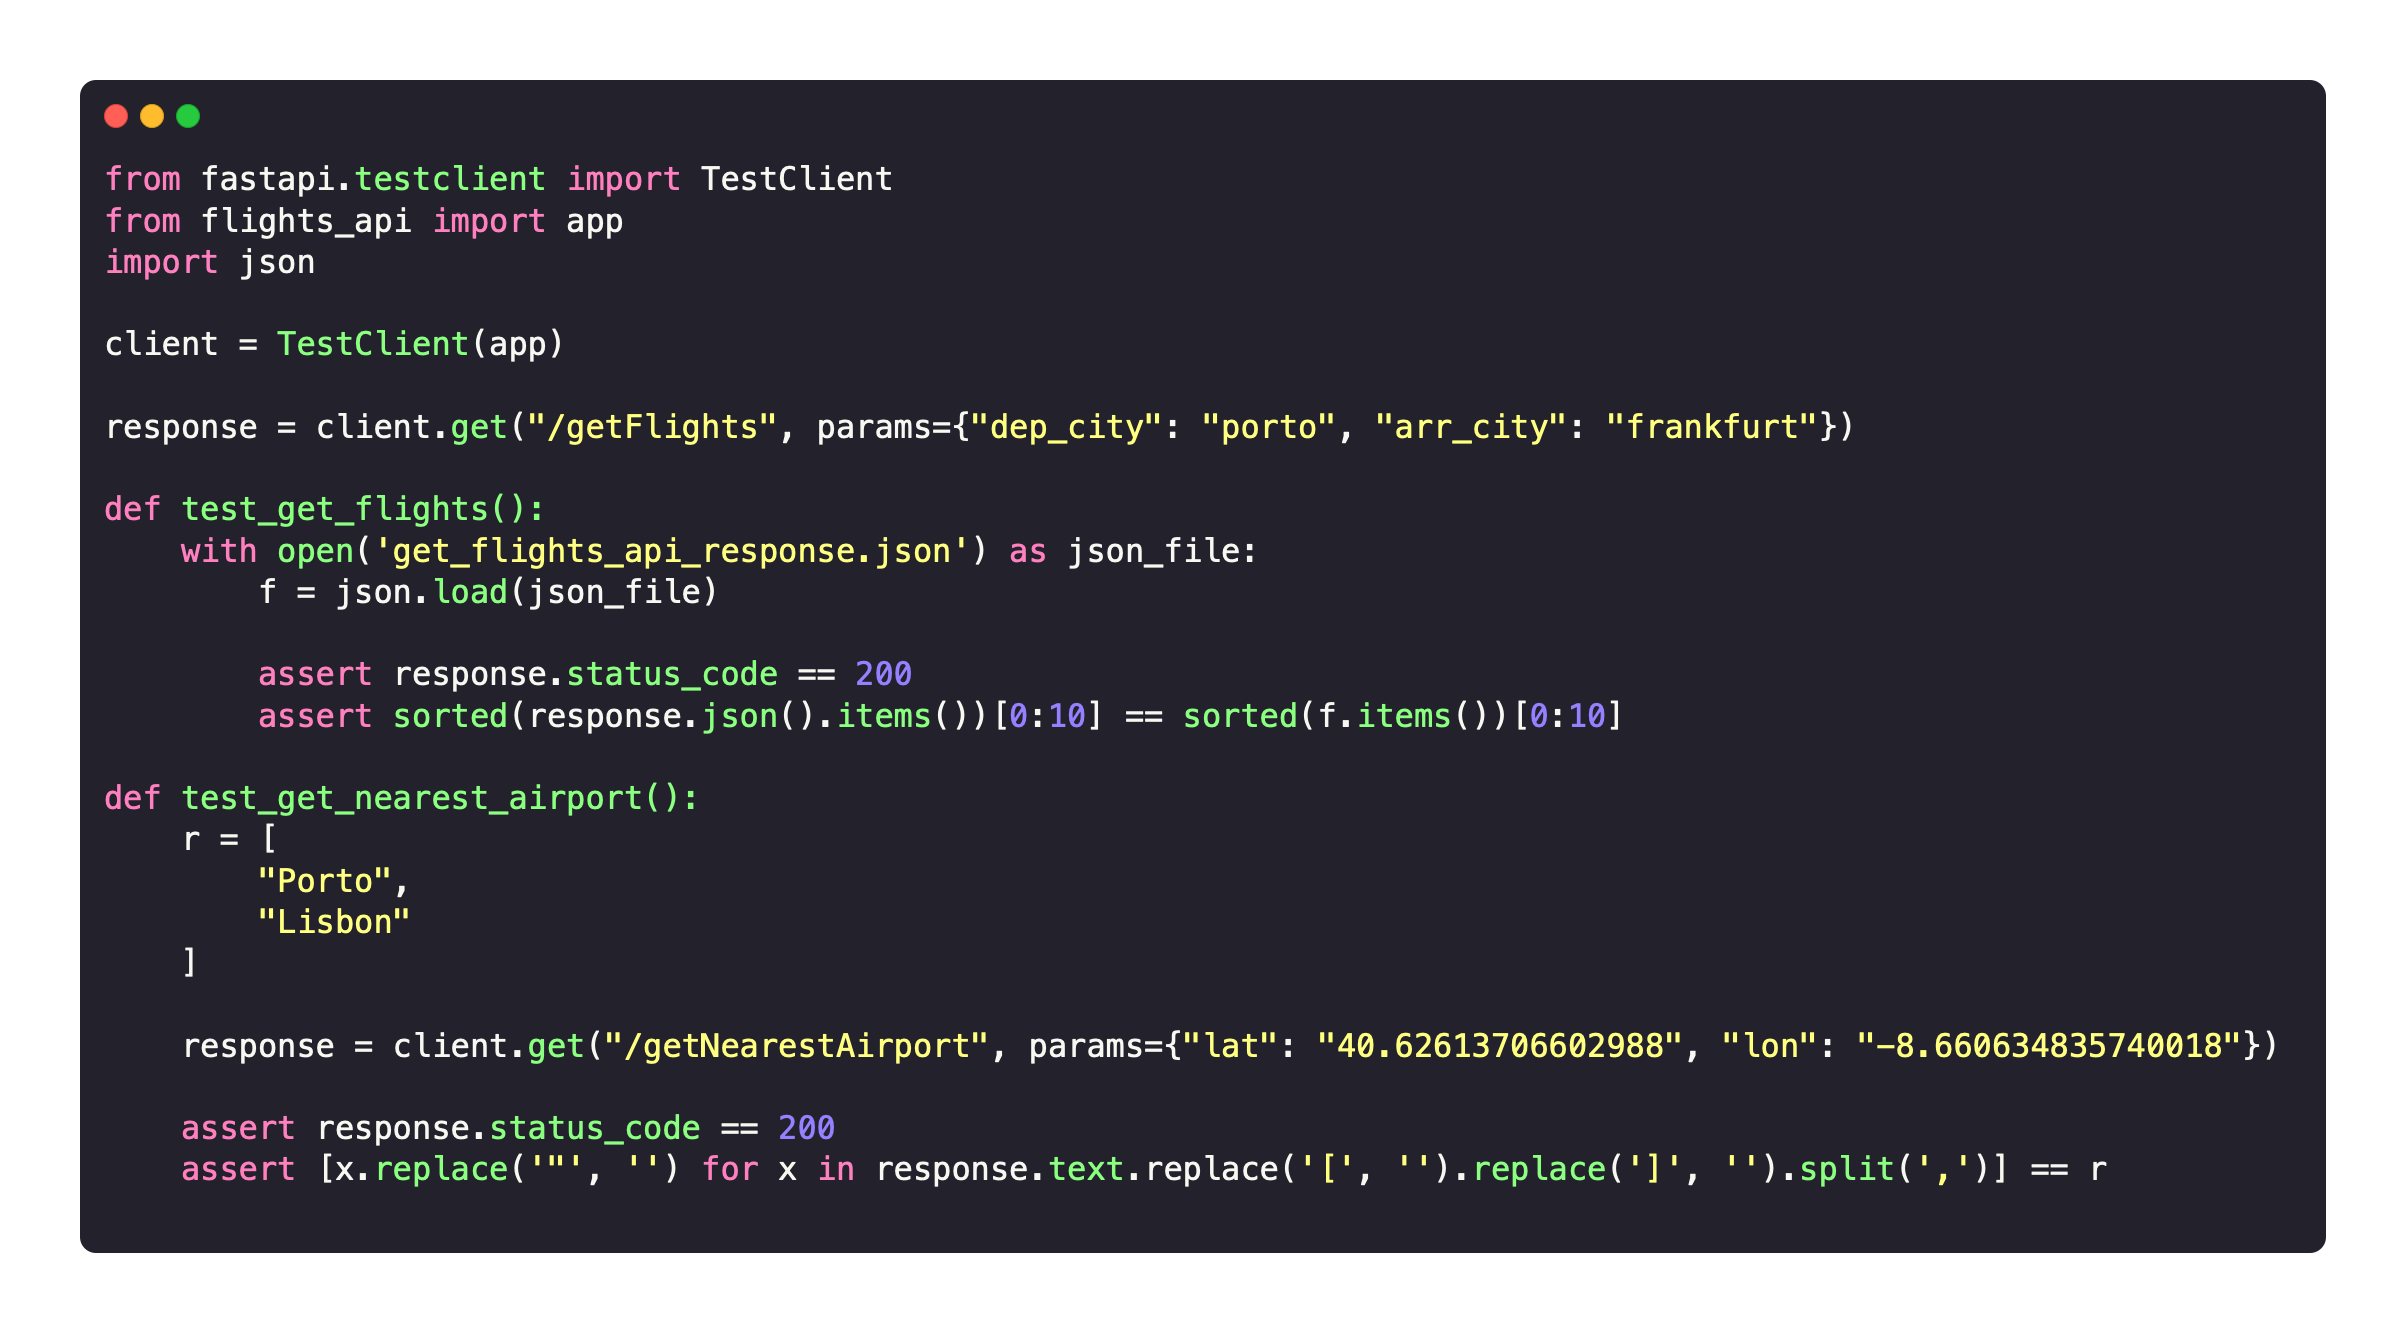 from fastapi.testclient import TestClient
from flights_api import app
import json

client = TestClient(app)

response = client.get("/getFlights", params={"dep_city": "porto", "arr_city": "frankfurt"})

def test_get_flights():
    with open('get_flights_api_response.json') as json_file:
        f = json.load(json_file)

        assert response.status_code == 200
        assert sorted(response.json().items())[0:10] == sorted(f.items())[0:10]

def test_get_nearest_airport():
    r = [
        "Porto",
        "Lisbon"
    ]

    response = client.get("/getNearestAirport", params={"lat": "40.62613706602988", "lon": "-8.660634835740018"})

    assert response.status_code == 200
    assert [x.replace('"', '') for x in response.text.replace('[', '').replace(']', '').split(',')] == r